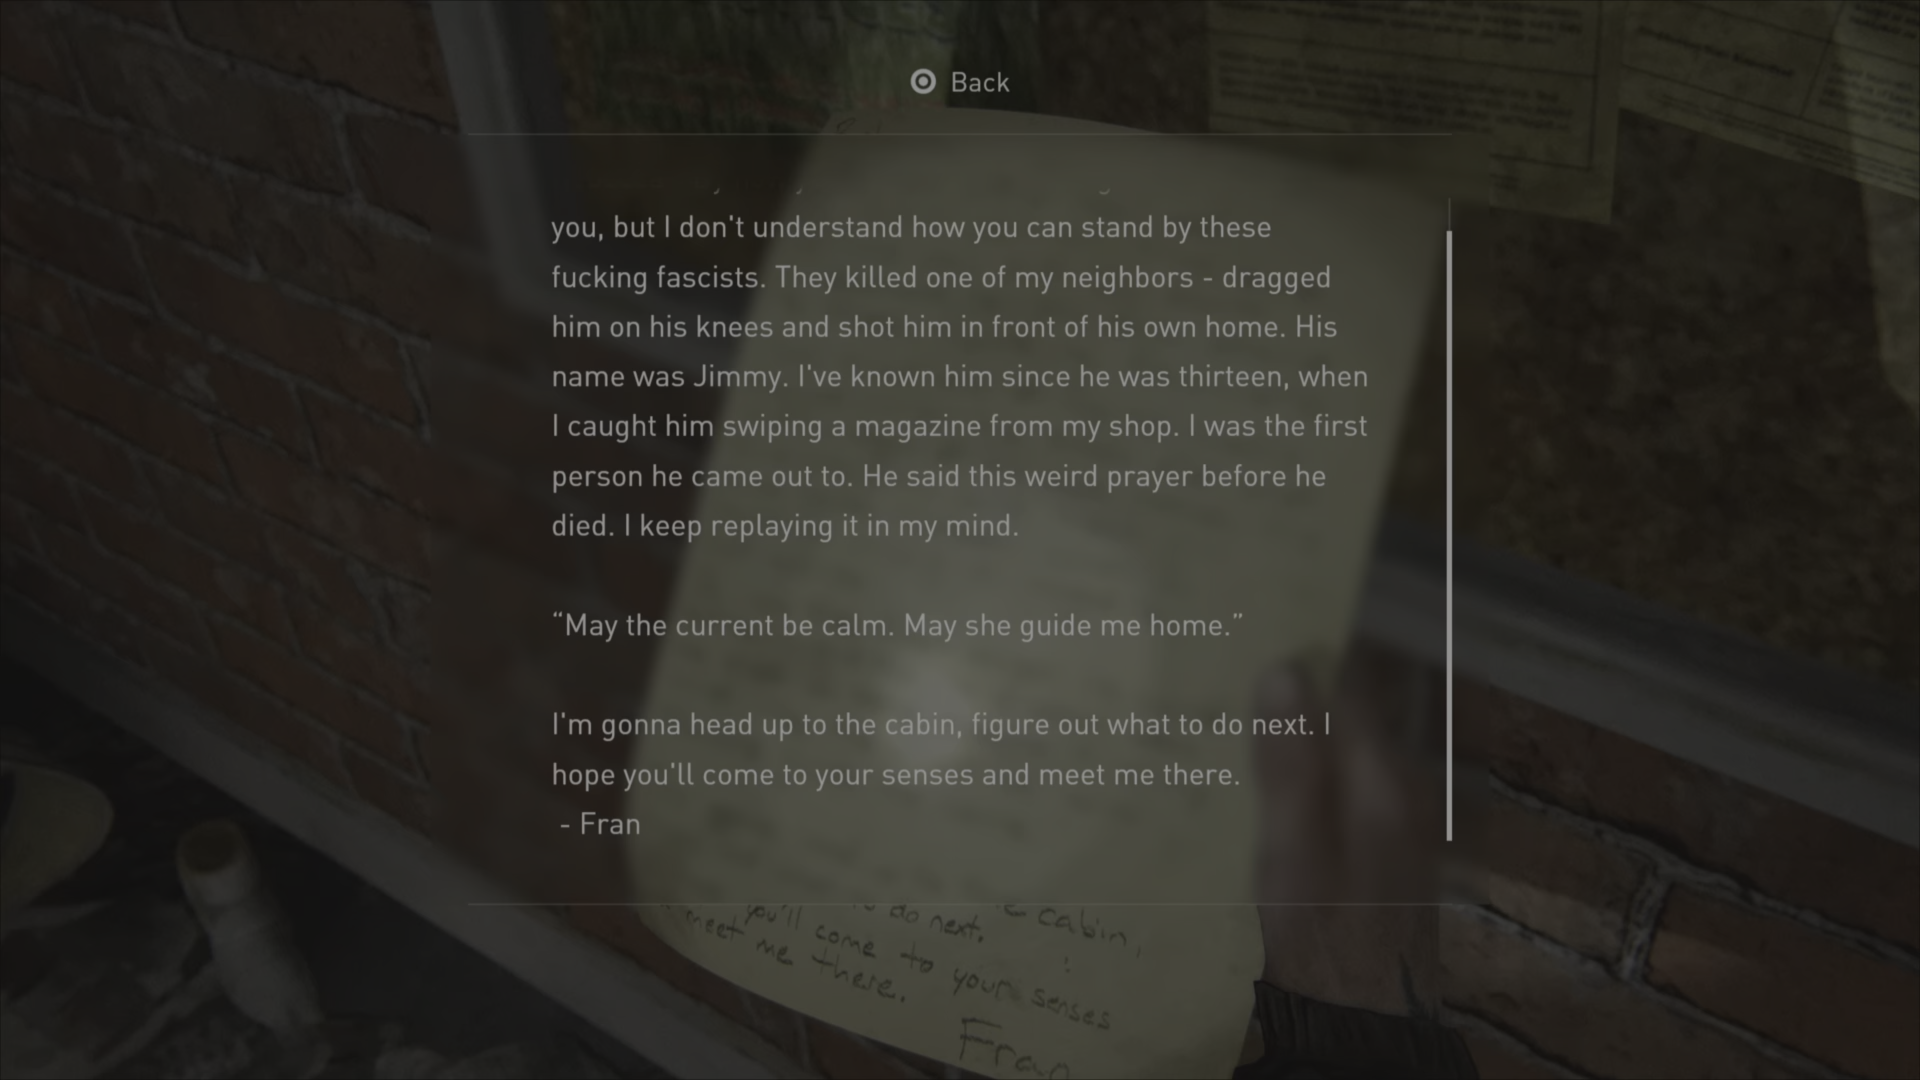 Back
you, but I don't understand how you can stand by these
fucking fascists. They killed one of my neighbors - dragged
him on his knees and shot him in front of his own home. His
name was Jimmy. I've known him since he was thirteen, when
I caught him swiping a magazine from my shop. I was the first
person he came out to. He said this weird prayer before he
died. I keep replaying it in my mind.
“May the current be calm. May she guide me home.”
I'm gonna head up to the cabin, figure out what to do next. I
hope you'll come to your senses and meet me there.
- Fran
cabin,
do next.
you'll come to your senses
meet me there.
Fran